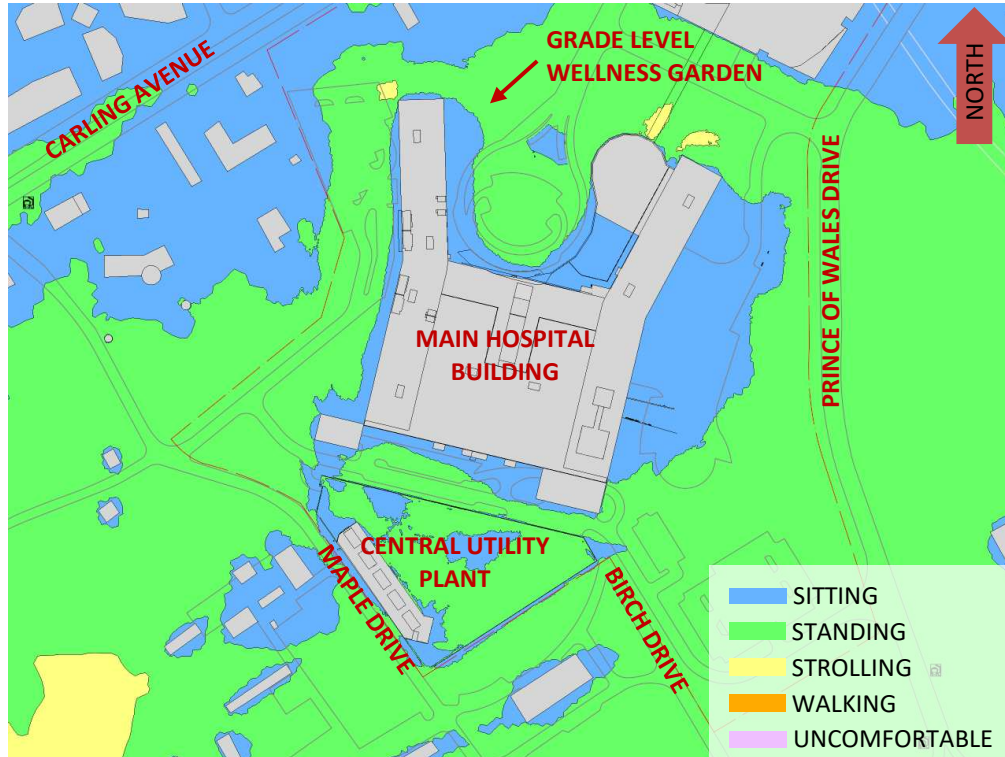 GRADE LEVEL
WELLNESS GARDEN
NORTH
CARLING AVENUE
PRINCE OF WALES DRIVE
MAIN HOSPITAL
BUILDING
CENTRAL UTILITY
PLANT
MAPLE DRIVE
BIRCH DRIVE
SITTING
STANDING
STROLLING
WALKING
UNCOMFORTABLE